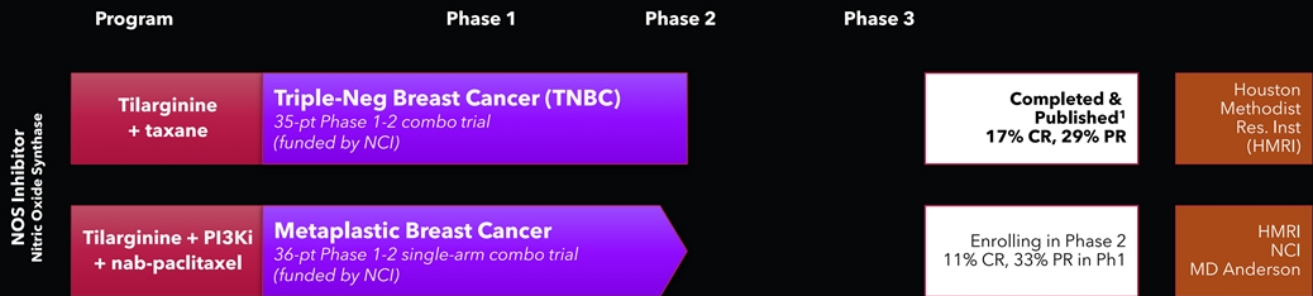 Program Phase 1 Phase 2 Phase 3
NOS Inhibitor
Nitric Oxide Synthase
Tilarginine
+ taxane
Triple-Neg Breast Cancer (TNBC)
35-pt Phase 1-2 combo trial
(funded by NCI)
Completed &
Published¹
17% CR, 29% PR
Houston
Methodist
Res. Inst
(HMRI)
Tilarginine + PI3Ki
+ nab-paclitaxel
Metaplastic Breast Cancer
36-pt Phase 1-2 single-arm combo trial
(funded by NCI)
Enrolling in Phase 2
11% CR, 33% PR in Ph1
HMRI
NCI
MD Anderson